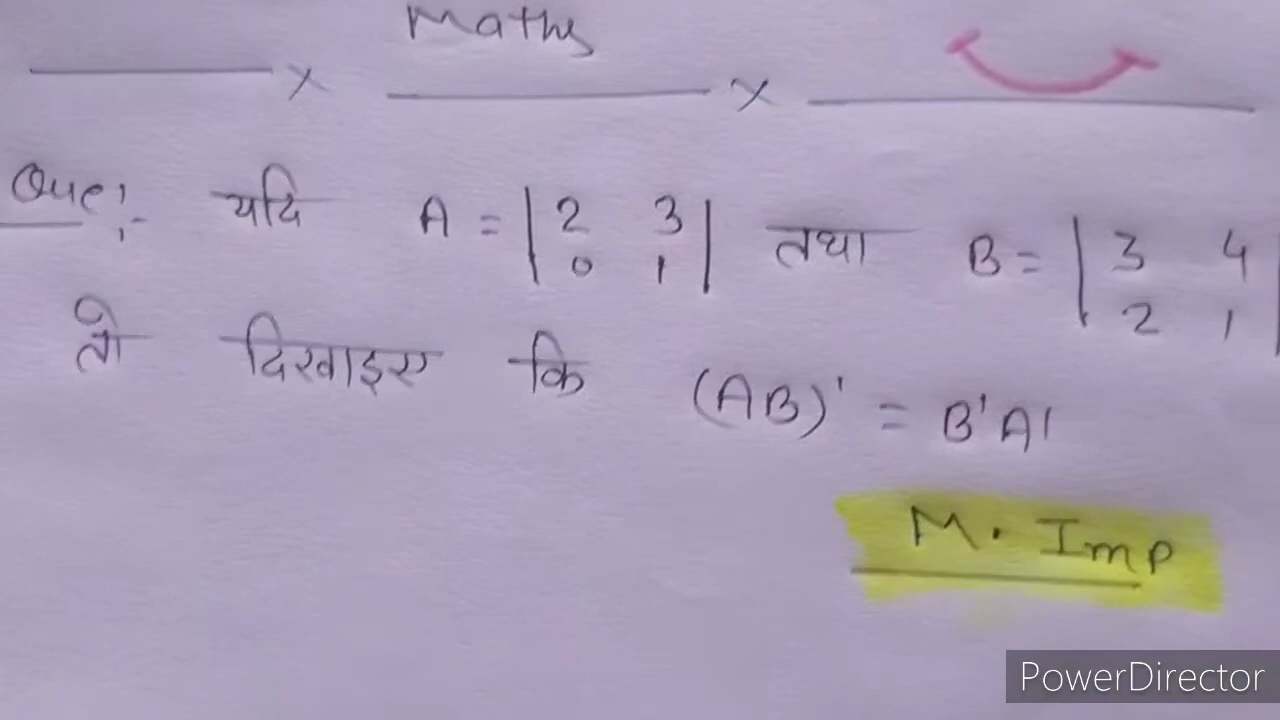 Maths
Que:- यदि A = |2 3| तथा B = |3 4
0 1| 2 1|
तो दिखाइए कि (AB)' = B'A'
M. Imp
PowerDirector